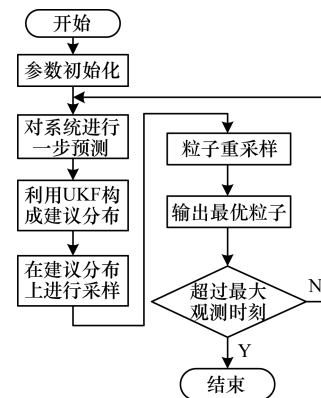 开始
参数初始化
对系统进行
一步预测
利用UKF构
成建议分布
在建议分布
上进行采样
粒子重采样
输出最优粒子
超过最大
观测时刻
N
Y
结束